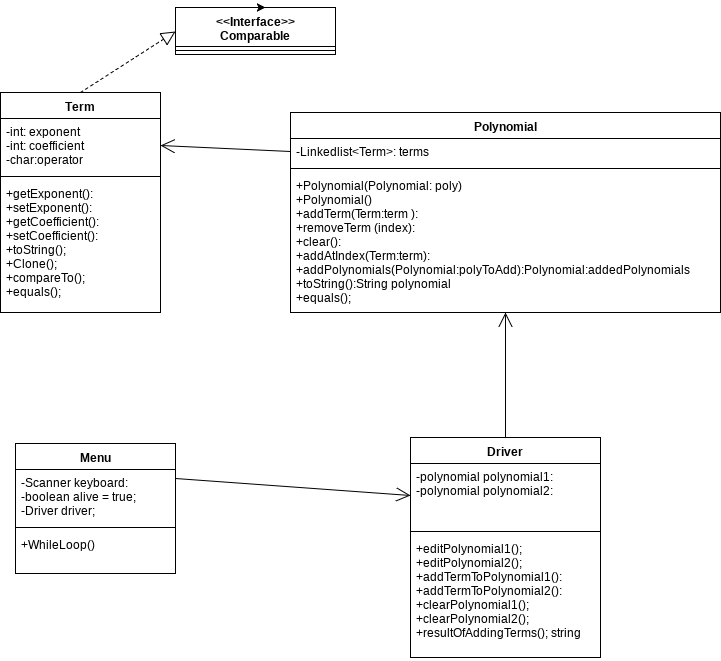 <<Interface>>
Comparable
Term
-int: exponent
-int: coefficient
-char:operator
+getExponent():
+setExponent():
+getCoefficient():
+setCoefficient():
+toString();
+Clone();
+compareTo();
+equals();
Polynomial
-Linkedlist<Term>: terms
+Polynomial(Polynomial: poly)
+Polynomial()
+addTerm(Term:term ):
+removeTerm (index):
+clear():
+addAtIndex(Term:term):
+addPolynomials(Polynomial:polyToAdd):Polynomial:addedPolynomials
+toString():String polynomial
+equals();
Menu
-Scanner keyboard:
-boolean alive = true;
-Driver driver;
+WhileLoop()
Driver
-polynomial polynomial1:
-polynomial polynomial2:
+editPolynomial1();
+editPolynomial2();
+addTermToPolynomial1():
+addTermToPolynomial2():
+clearPolynomial1();
+clearPolynomial2();
+resultOfAddingTerms(); string